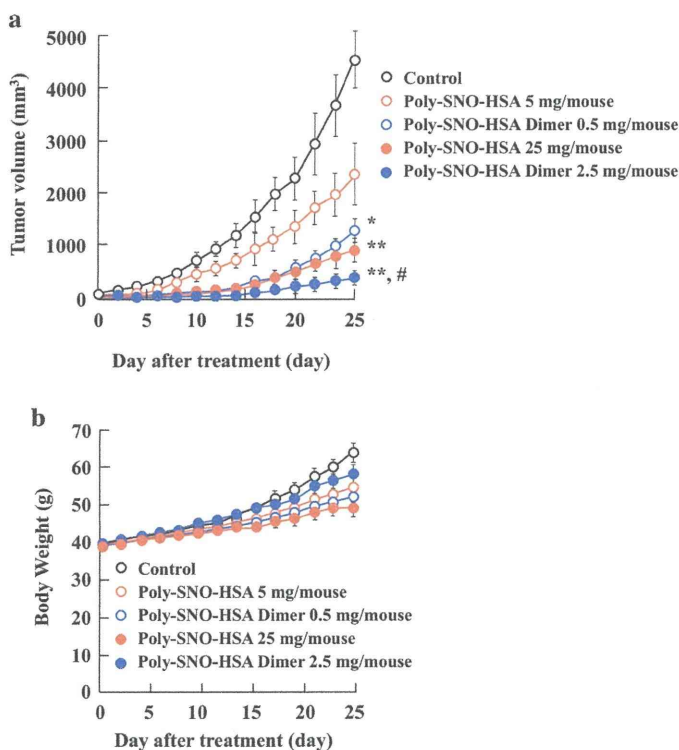 a
5000
4000
3000
2000
1000
0
Tumor volume (mm³)
0 5 10 15 20 25
Day after treatment (day)
Control
Poly-SNO-HSA 5 mg/mouse
Poly-SNO-HSA Dimer 0.5 mg/mouse
Poly-SNO-HSA 25 mg/mouse
Poly-SNO-HSA Dimer 2.5 mg/mouse
*
**
**, #
b
70
60
50
40
30
20
10
0
Body Weight (g)
Control
Poly-SNO-HSA 5 mg/mouse
Poly-SNO-HSA Dimer 0.5 mg/mouse
Poly-SNO-HSA 25 mg/mouse
Poly-SNO-HSA Dimer 2.5 mg/mouse
0 5 10 15 20 25
Day after treatment (day)